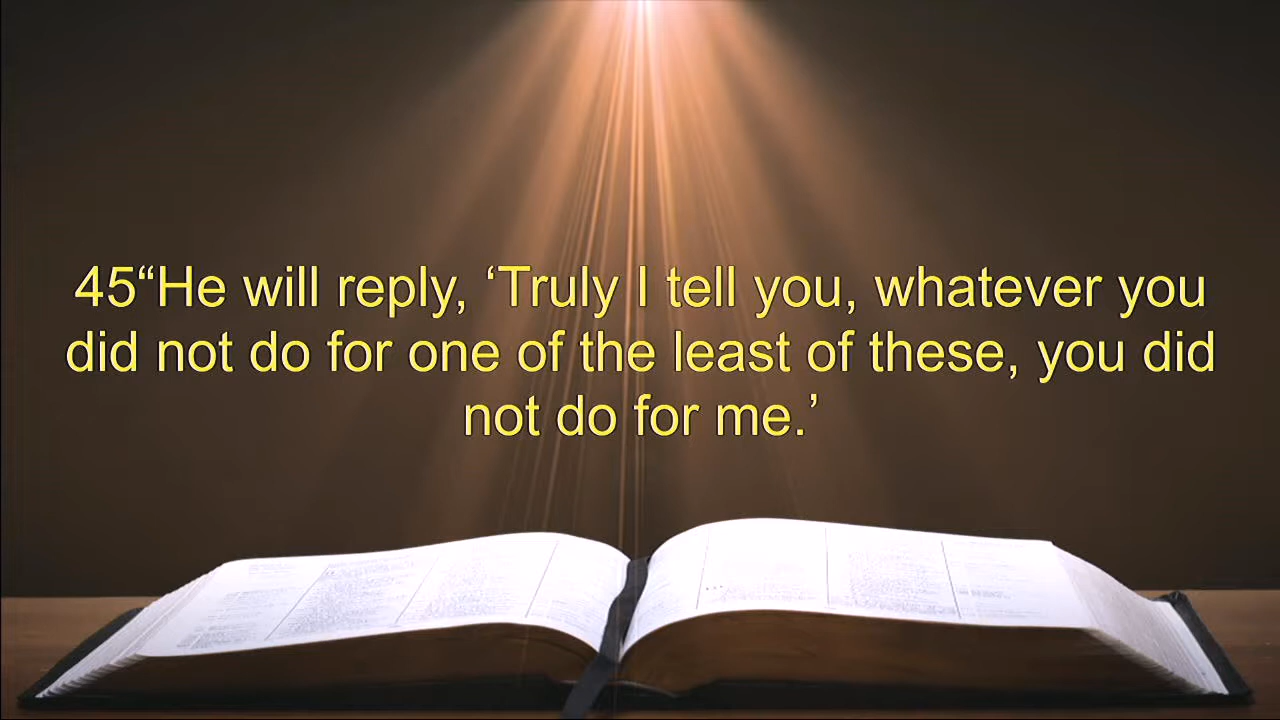 45“He will reply, ‘Truly I tell you, whatever you
did not do for one of the least of these, you did
not do for me.’